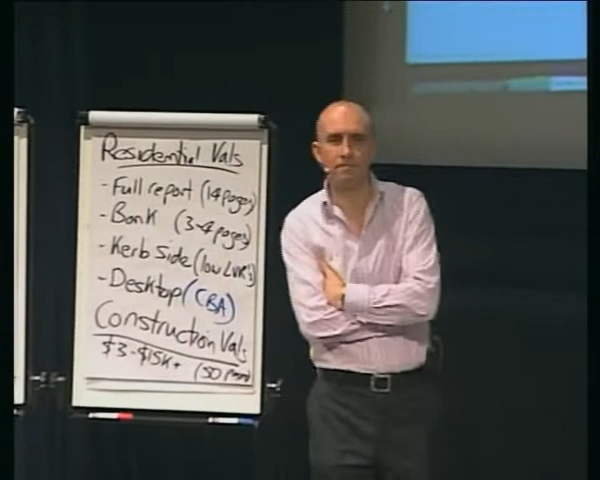 Residential Vals
- Full report (14 pages)
- Bank (3-4 pages)
- Kerb Side (low LVR's)
- Desktop (CBA)
Construction Vals
$3 - $15K+ (50